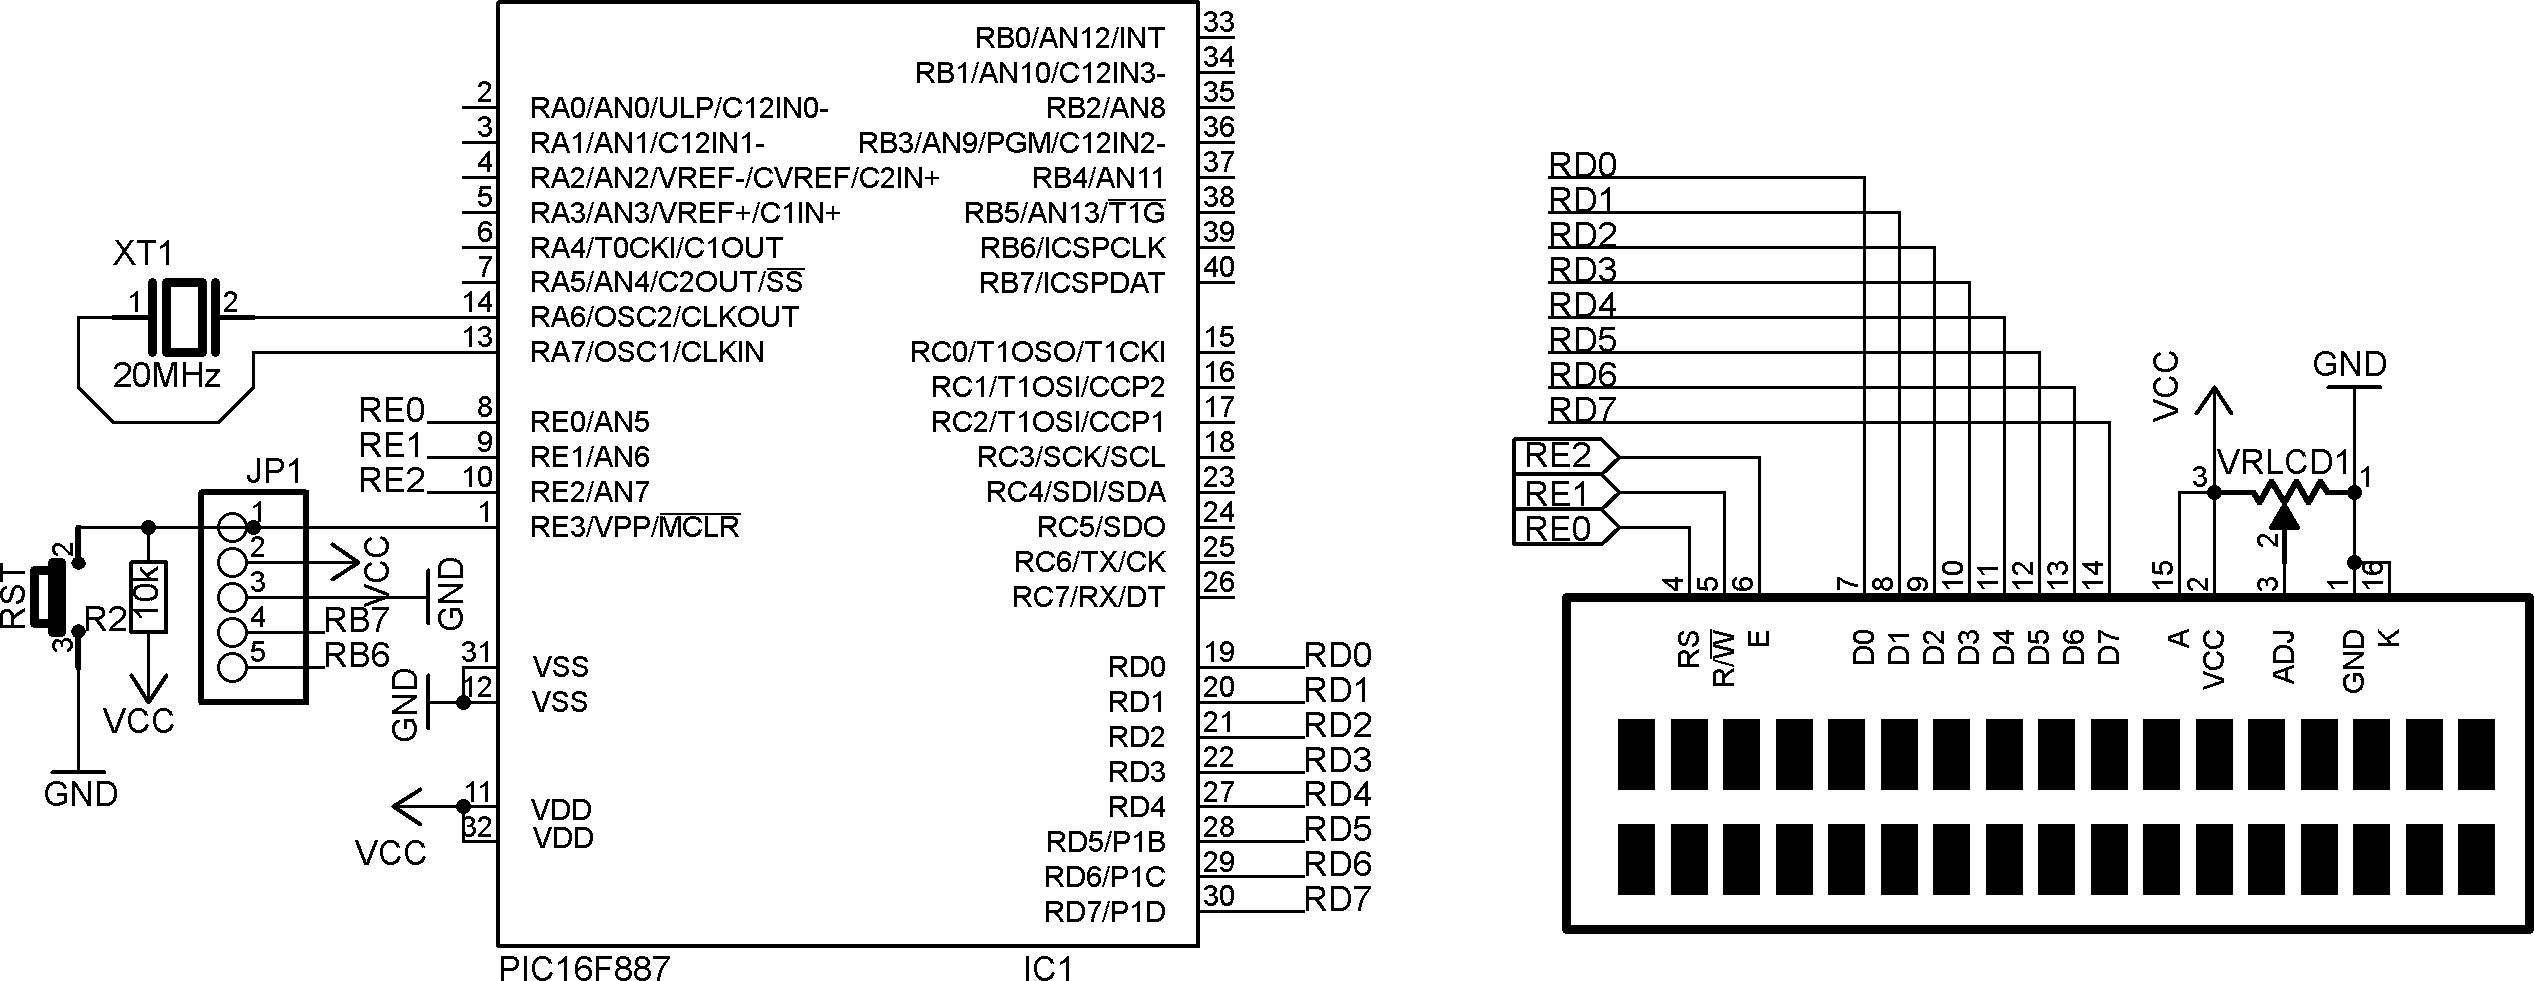 XT1
1
2
20MHz
RE0
RE1
RE2
JP1
1
2
3
4
5
VCC
GND
RB7
RB6
RST
2
3
R2
10k
VCC
GND
GND
VCC
2 RA0/AN0/ULP/C12IN0-
3 RA1/AN1/C12IN1-
4 RA2/AN2/VREF-/CVREF/C2IN+
5 RA3/AN3/VREF+/C1IN+
6 RA4/T0CKI/C1OUT
7 RA5/AN4/C2OUT/SS
14 RA6/OSC2/CLKOUT
13 RA7/OSC1/CLKIN
8 RE0/AN5
9 RE1/AN6
10 RE2/AN7
1 RE3/VPP/MCLR
31 VSS
12 VSS
11 VDD
32 VDD
RB0/AN12/INT 33
RB1/AN10/C12IN3- 34
RB2/AN8 35
RB3/AN9/PGM/C12IN2- 36
RB4/AN11 37
RB5/AN13/T1G 38
RB6/ICSPCLK 39
RB7/ICSPDAT 40
RC0/T1OSO/T1CKI 15
RC1/T1OSI/CCP2 16
RC2/T1OSI/CCP1 17
RC3/SCK/SCL 18
RC4/SDI/SDA 23
RC5/SDO 24
RC6/TX/CK 25
RC7/RX/DT 26
RD0 19 RD0
RD1 20 RD1
RD2 21 RD2
RD3 22 RD3
RD4 27 RD4
RD5/P1B 28 RD5
RD6/P1C 29 RD6
RD7/P1D 30 RD7
PIC16F887 IC1
RD0
RD1
RD2
RD3
RD4
RD5
RD6
RD7
RE2
RE1
RE0
VCC
GND
VRLCD1
3
1
2
4 5 6 7 8 9 10 11 12 13 14 15 2 3 1 16
RS R/W E D0 D1 D2 D3 D4 D5 D6 D7 A VCC ADJ GND K